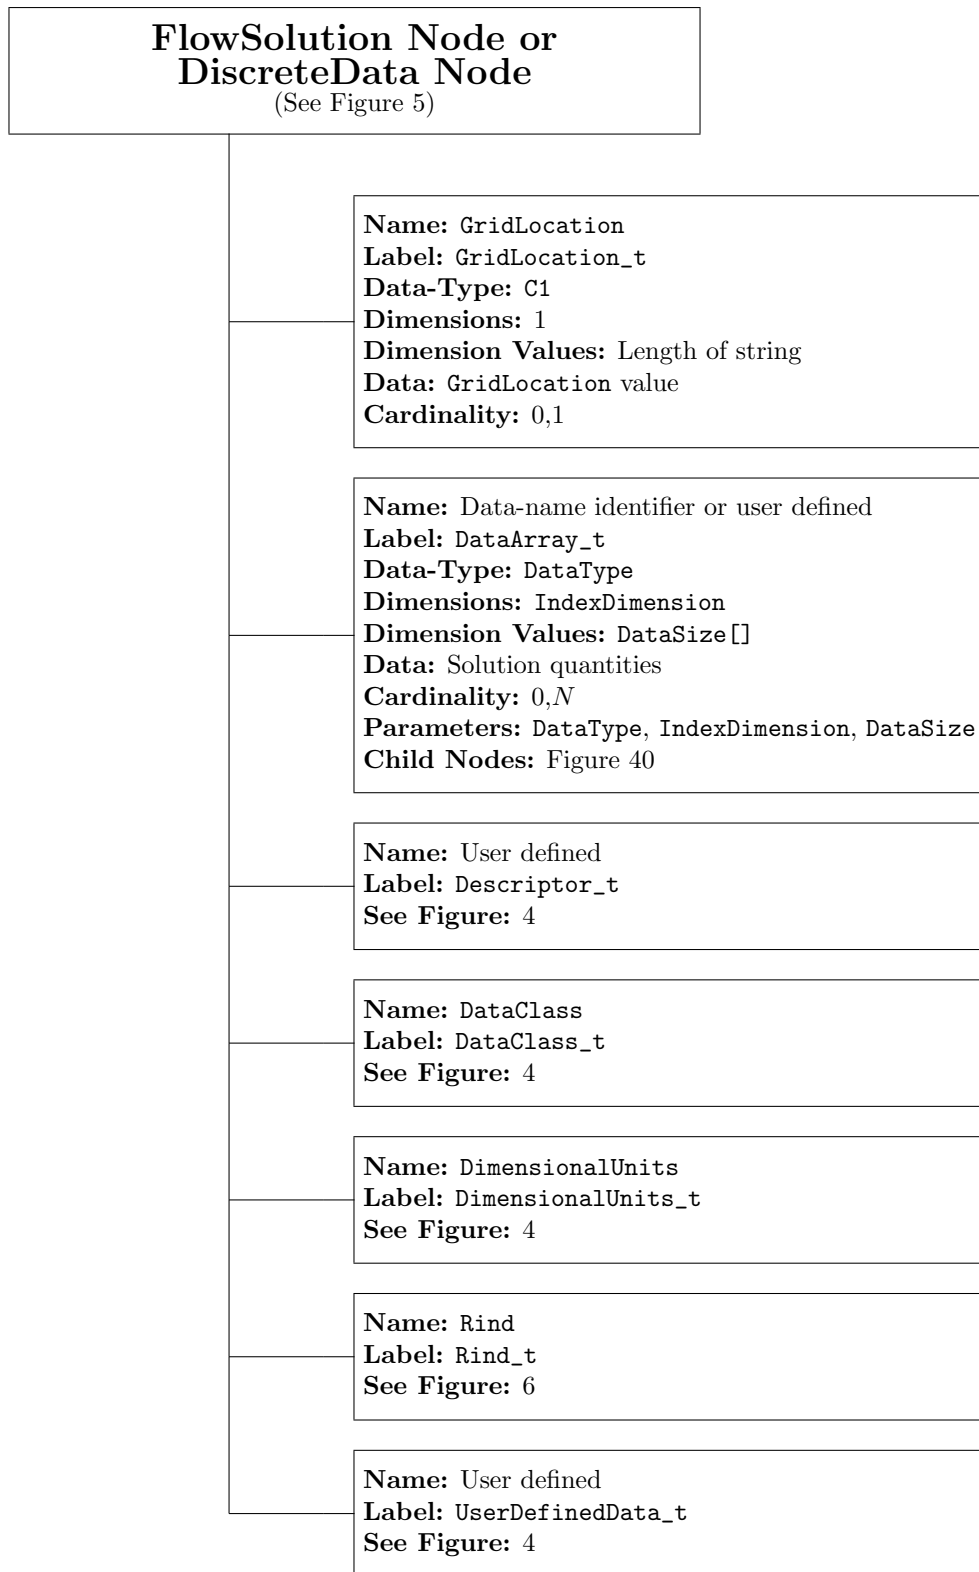 FlowSolution Node or
DiscreteData Node
(See Figure 5)
Name: GridLocation
Label: GridLocation_t
Data-Type: C1
Dimensions: 1
Dimension Values: Length of string
Data: GridLocation value
Cardinality: 0,1
Name: Data-name identifier or user defined
Label: DataArray_t
Data-Type: DataType
Dimensions: IndexDimension
Dimension Values: DataSize[]
Data: Solution quantities
Cardinality: 0,N
Parameters: DataType, IndexDimension, DataSize
Child Nodes: Figure 40
Name: User defined
Label: Descriptor_t
See Figure: 4
Name: DataClass
Label: DataClass_t
See Figure: 4
Name: DimensionalUnits
Label: DimensionalUnits_t
See Figure: 4
Name: Rind
Label: Rind_t
See Figure: 6
Name: User defined
Label: UserDefinedData_t
See Figure: 4